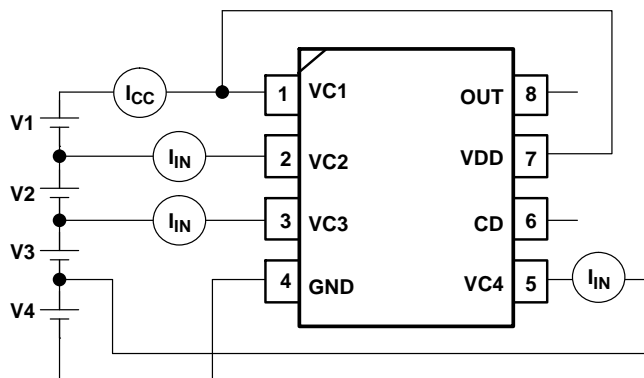 V1
V2
V3
V4
ICC
IIN
IIN
IIN
1 VC1
2 VC2
3 VC3
4 GND
OUT 8
VDD 7
CD 6
VC4 5